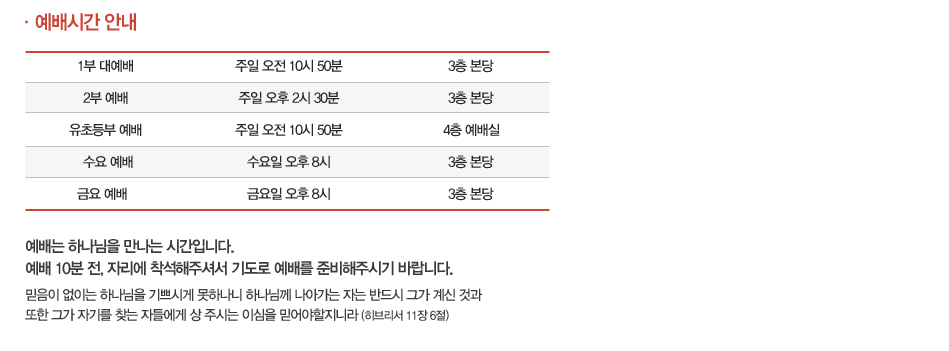 · 예배시간 안내
1부 대예배 주일 오전 10시 50분 3층 본당
2부 예배 주일 오후 2시 30분 3층 본당
유초등부 예배 주일 오전 10시 50분 4층 예배실
수요 예배 수요일 오후 8시 3층 본당
금요 예배 금요일 오후 8시 3층 본당
예배는 하나님을 만나는 시간입니다.
예배 10분 전, 자리에 착석해주셔서 기도로 예배를 준비해주시기 바랍니다.
믿음이 없이는 하나님을 기쁘시게 못하나니 하나님께 나아가는 자는 반드시 그가 계신 것과
또한 그가 자기를 찾는 자들에게 상 주시는 이심을 믿어야할지니라 (히브리서 11장 6절)